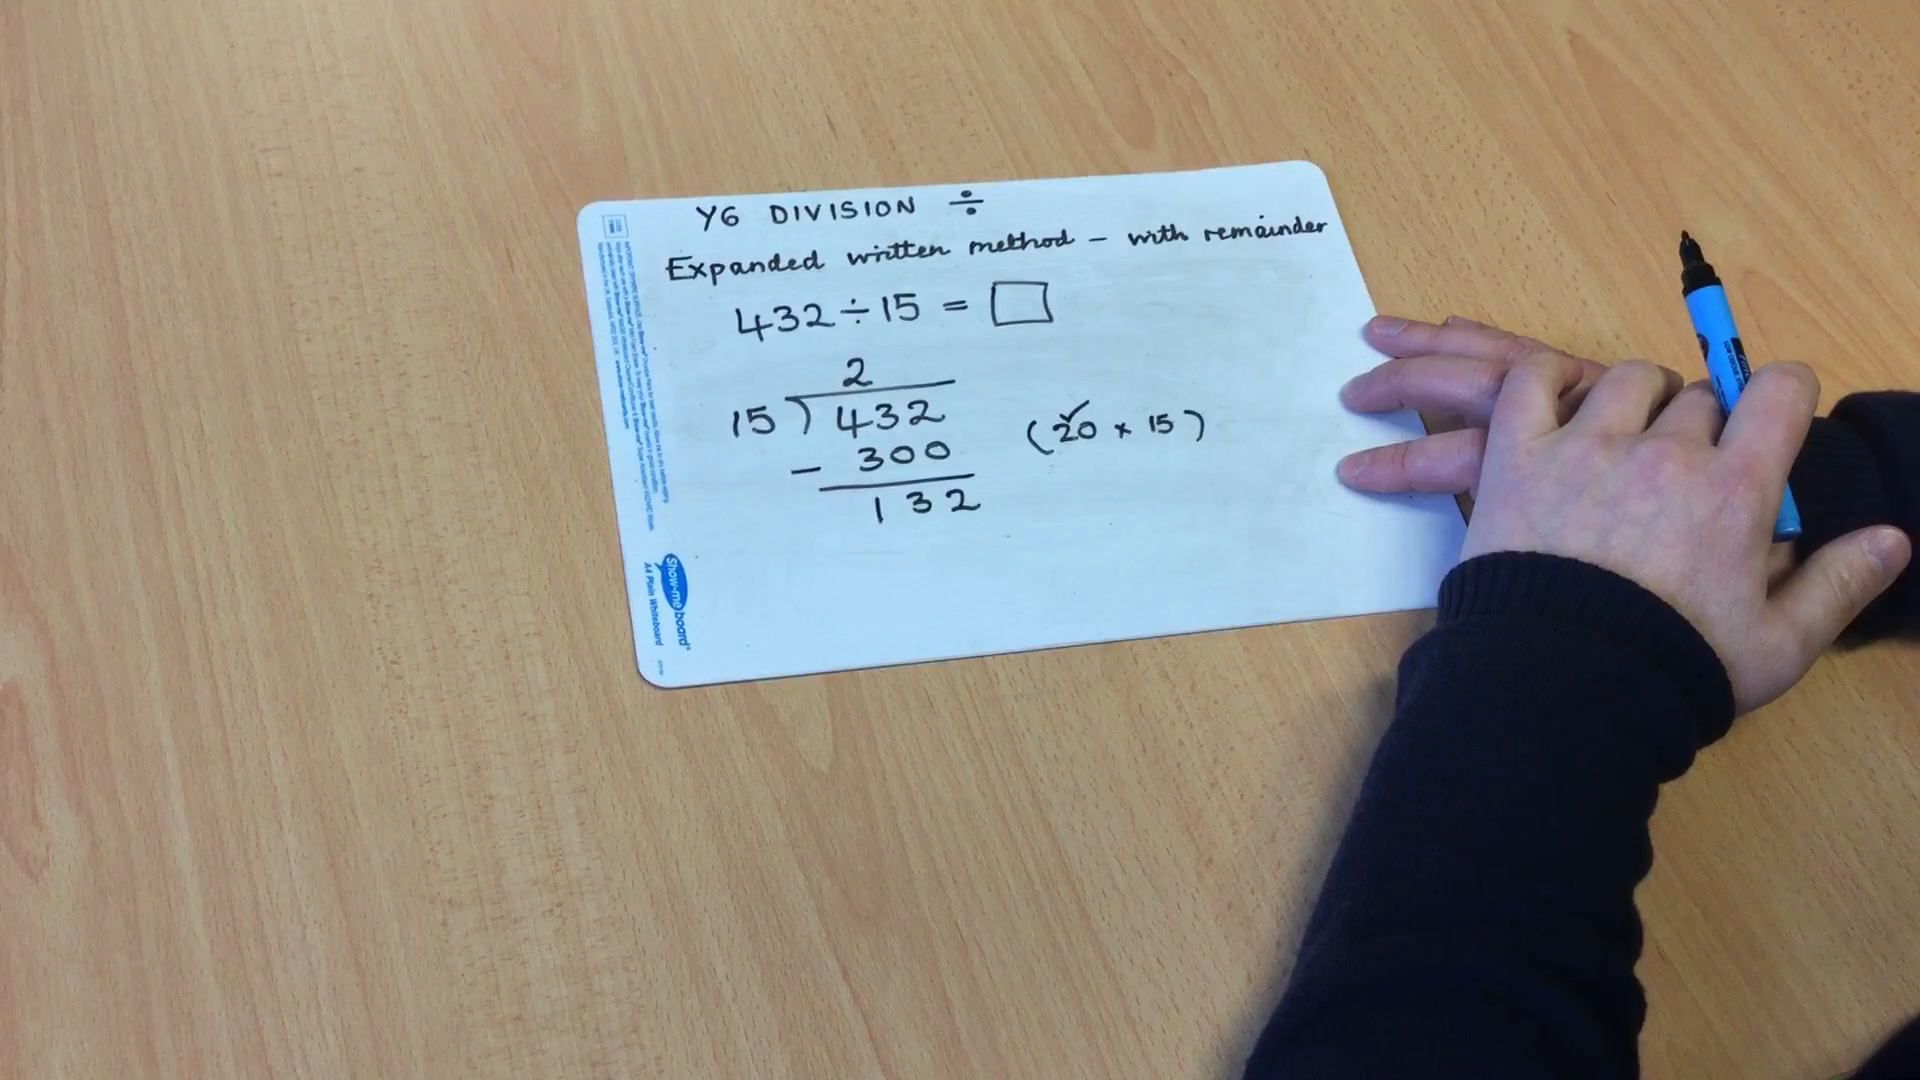 Y6 DIVISION ÷
Expanded written method - with remainder
432 ÷ 15 = □
2
15 ) 432 (20 × 15)
- 300
132
Show-me board®
A4 Plain Whiteboard